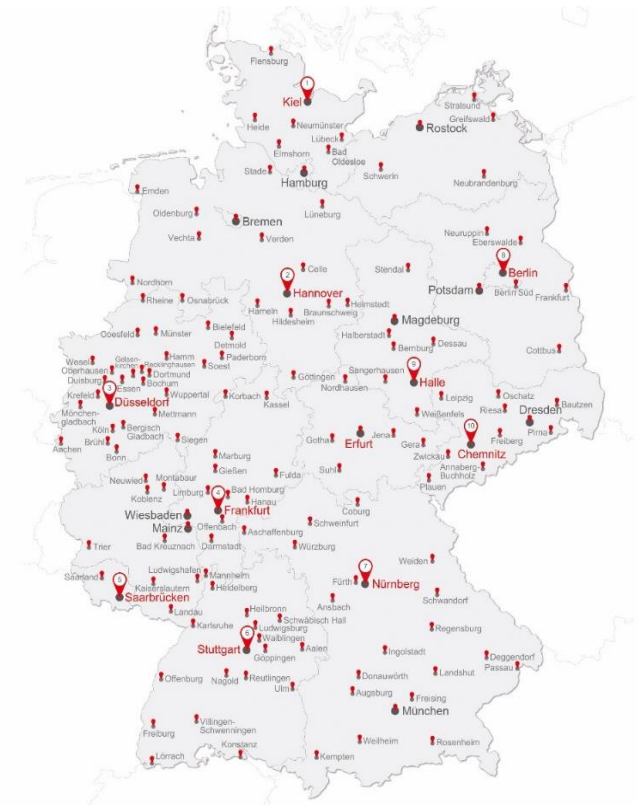 Flensburg
1
Kiel
Heide
Neumünster
Lübeck
Elmshorn
Bad
Oldesloe
Stade
Hamburg
Stralsund
Greifswald
Rostock
Schwerin
Neubrandenburg
Emden
Oldenburg
Bremen
Lüneburg
Vechta
Verden
Neuruppin
Eberswalde
8
Berlin
Celle
Stendal
2
Hannover
Potsdam
Berlin Süd
Frankfurt
Nordhorn
Rheine
Osnabrück
Hameln
Braunschweig
Helmstedt
Hildesheim
Magdeburg
Bielefeld
Coesfeld
Münster
Detmold
Halberstadt
Dessau
Bernburg
Cottbus
Wesel
Gelsen-
kirchen
Recklinghausen
Hamm
Paderborn
Oberhausen
Dortmund
Soest
Duisburg
Essen
Bochum
Göttingen
Sangerhausen
Nordhausen
9
Halle
Krefeld
3
Düsseldorf
Wuppertal
Korbach
Kassel
Leipzig
Oschatz
Bautzen
Mönchen-
gladbach
Mettmann
Weißenfels
Riesa
Dresden
Köln
Bergisch
Gladbach
Siegen
Gotha
Erfurt
Jena
Gera
10
Chemnitz
Freiberg
Pirna
Aachen
Brühl
Bonn
Zwickau
Annaberg-
Buchholz
Marburg
Gießen
Fulda
Suhl
Plauen
Neuwied
Montabaur
Koblenz
Limburg
Bad Homburg
Hanau
4
Frankfurt
Coburg
Wiesbaden
Mainz
Offenbach
Schweinfurt
Aschaffenburg
Bad Kreuznach
Darmstadt
Würzburg
Trier
Weiden
Saarland
5
Saarbrücken
Ludwigshafen
Mannheim
Kaiserslautern
Heidelberg
Fürth
7
Nürnberg
Ansbach
Schwandorf
Landau
Heilbronn
Karlsruhe
Schwäbisch Hall
Ludwigsburg
Waiblingen
Regensburg
6
Stuttgart
Göppingen
Aalen
Ingolstadt
Deggendorf
Passau
Offenburg
Nagold
Reutlingen
Ulm
Donauwörth
Landshut
Augsburg
Freising
München
Freiburg
Villingen-
Schwenningen
Konstanz
Lörrach
Kempten
Weilheim
Rosenheim